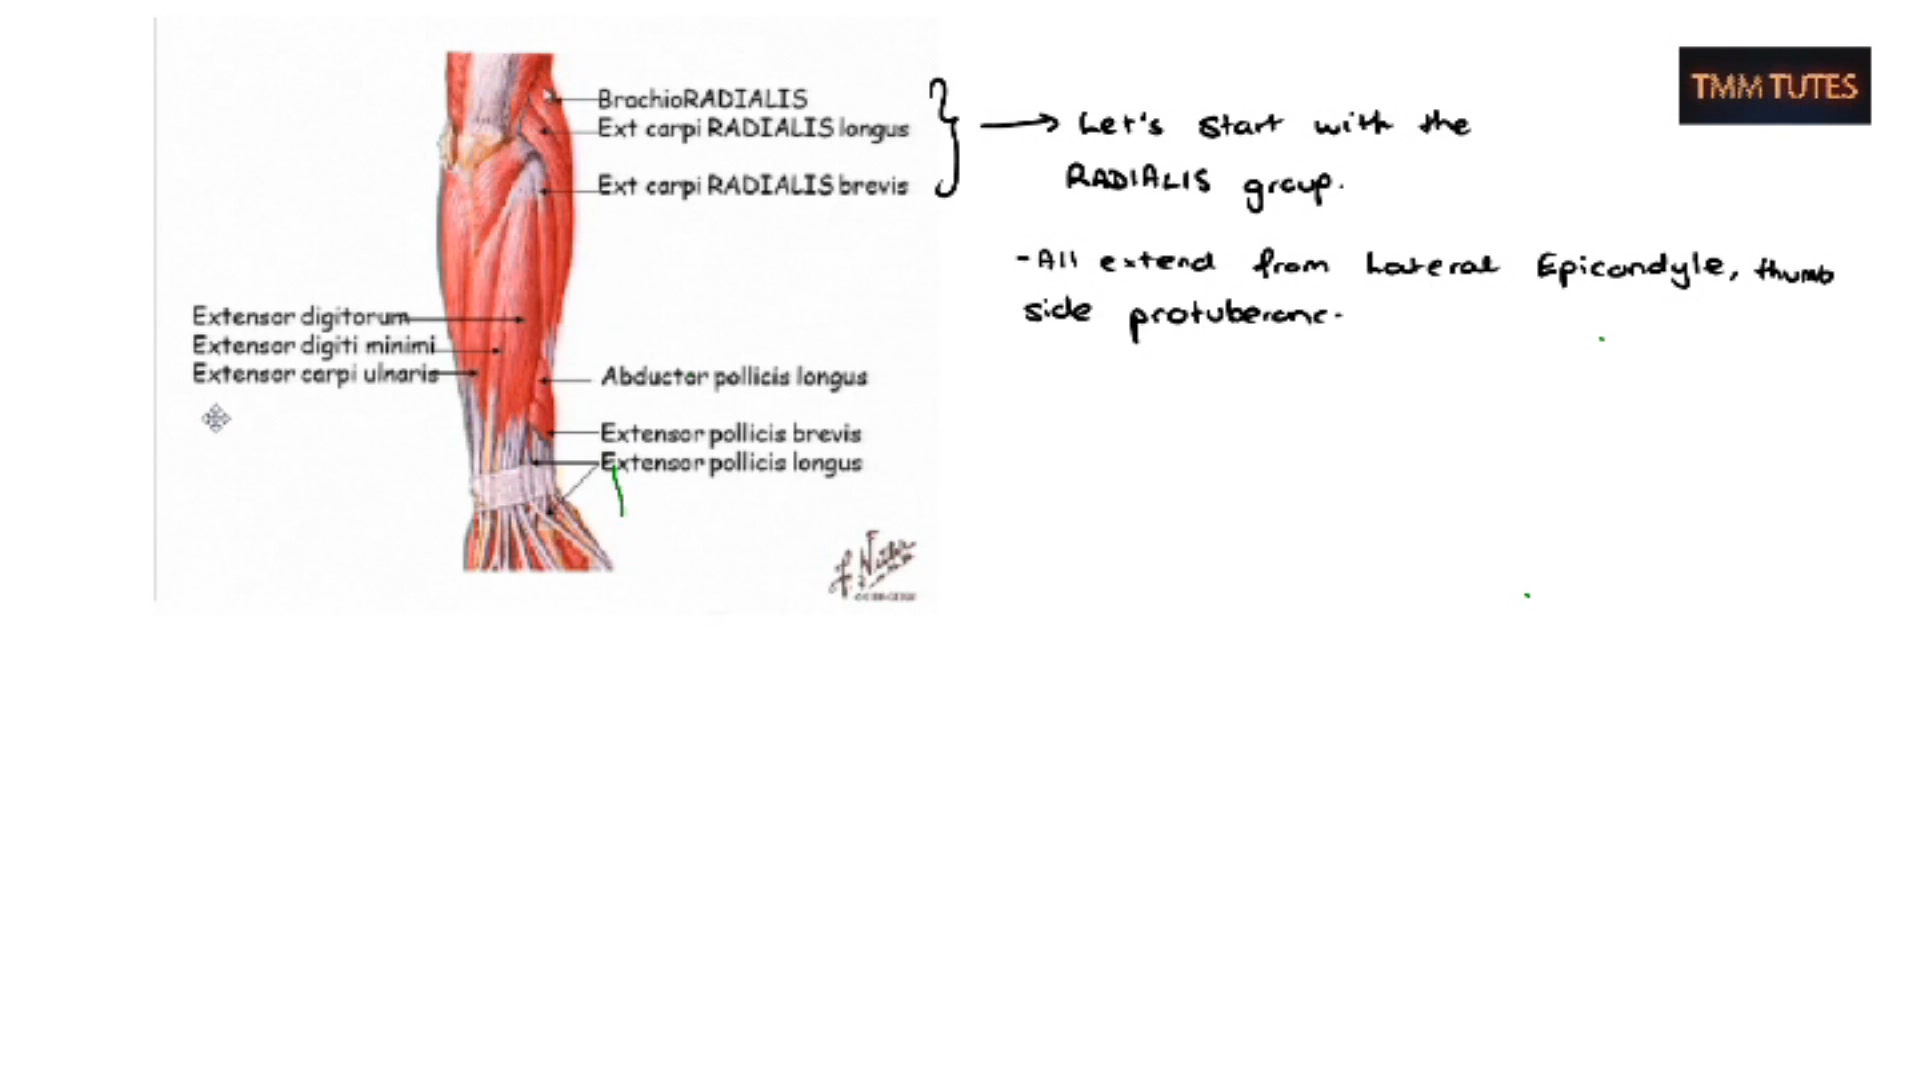 BrachioRADIALIS
Ext carpi RADIALIS longus
Ext carpi RADIALIS brevis
Extensor digitorum
Extensor digiti minimi
Extensor carpi ulnaris
Abductor pollicis longus
Extensor pollicis brevis
Extensor pollicis longus
F. Netter
Let's start with the
RADIALIS group.
-All extend from Lateral Epicondyle, thumb
side protuberanc.
TMM TUTES